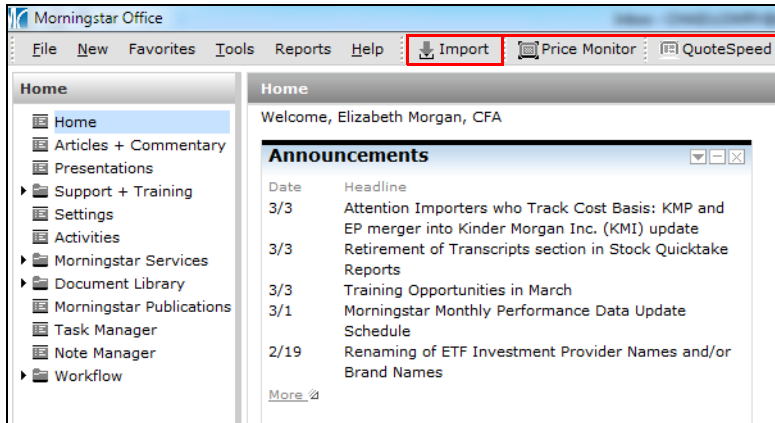 Morningstar Office
File New Favorites Tools Reports Help Import Price Monitor QuoteSpeed
Home
Home
Articles + Commentary
Presentations
Support + Training
Settings
Activities
Morningstar Services
Document Library
Morningstar Publications
Task Manager
Note Manager
Workflow
Home
Welcome, Elizabeth Morgan, CFA
Announcements
Date Headline
3/3 Attention Importers who Track Cost Basis: KMP and
EP merger into Kinder Morgan Inc. (KMI) update
3/3 Retirement of Transcripts section in Stock Quicktake
Reports
3/3 Training Opportunities in March
3/1 Morningstar Monthly Performance Data Update
Schedule
2/19 Renaming of ETF Investment Provider Names and/or
Brand Names
More